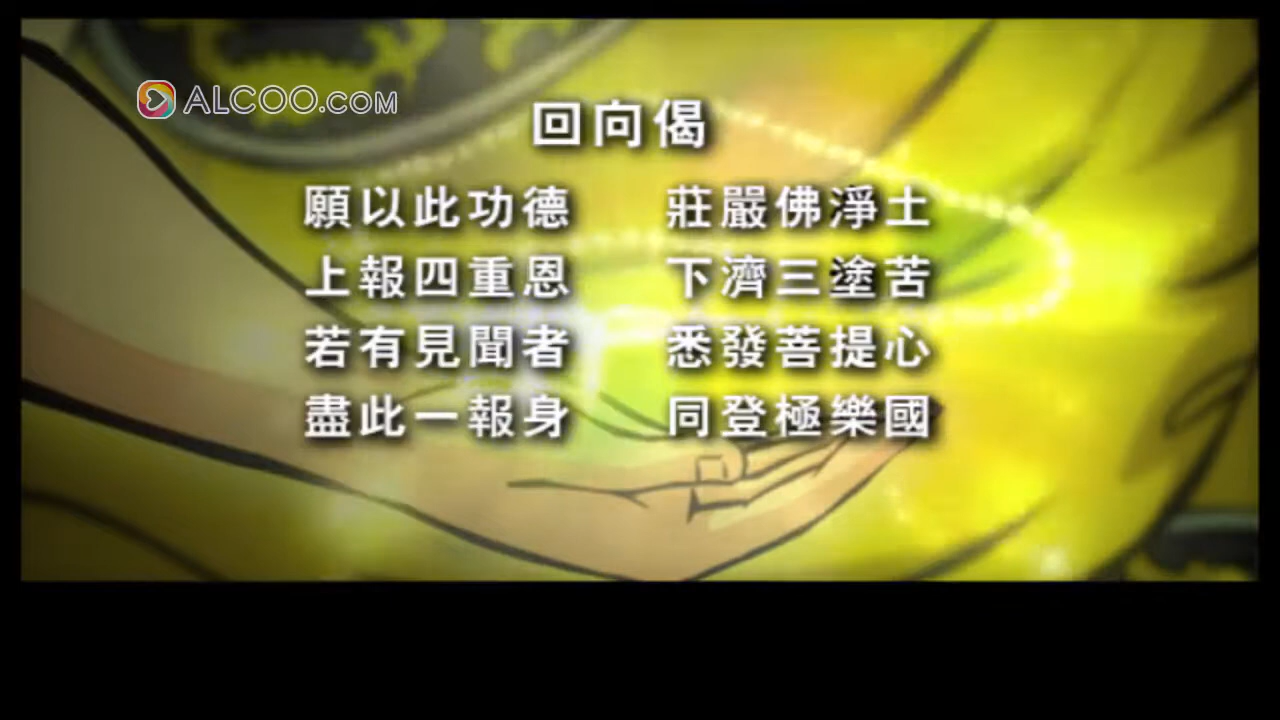 ALCOO.COM
回向偈
願以此功德 莊嚴佛淨土
上報四重恩 下濟三塗苦
若有見聞者 悉發菩提心
盡此一報身 同登極樂國